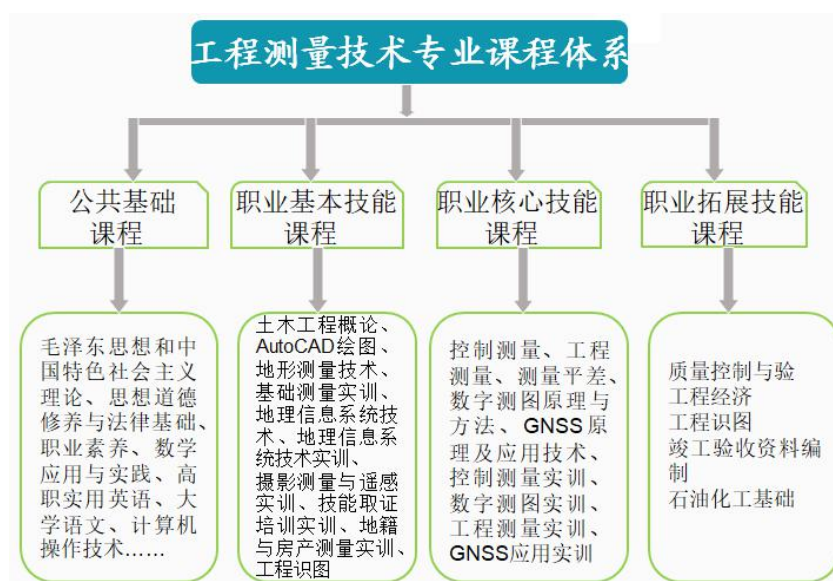 工程测量技术专业课程体系
公共基础
课程
职业基本技能
课程
职业核心技能
课程
职业拓展技能
课程
毛泽东思想和中
国特色社会主义
理论、思想道德
修养与法律基础、
职业素养、数学
应用与实践、高
职实用英语、大
学语文、计算机
操作技术……
土木工程概论、
AutoCAD绘图、
地形测量技术、
基础测量实训、
地理信息系统技
术、地理信息系
统技术实训、
摄影测量与遥感
实训、技能取证
培训实训、地籍
与房产测量实训、
工程识图
控制测量、工程
测量、测量平差、
数字测图原理与
方法、GNSS原
理及应用技术、
控制测量实训、
数字测图实训、
工程测量实训、
GNSS应用实训
质量控制与验
工程经济
工程识图
竣工验收资料编
制
石油化工基础